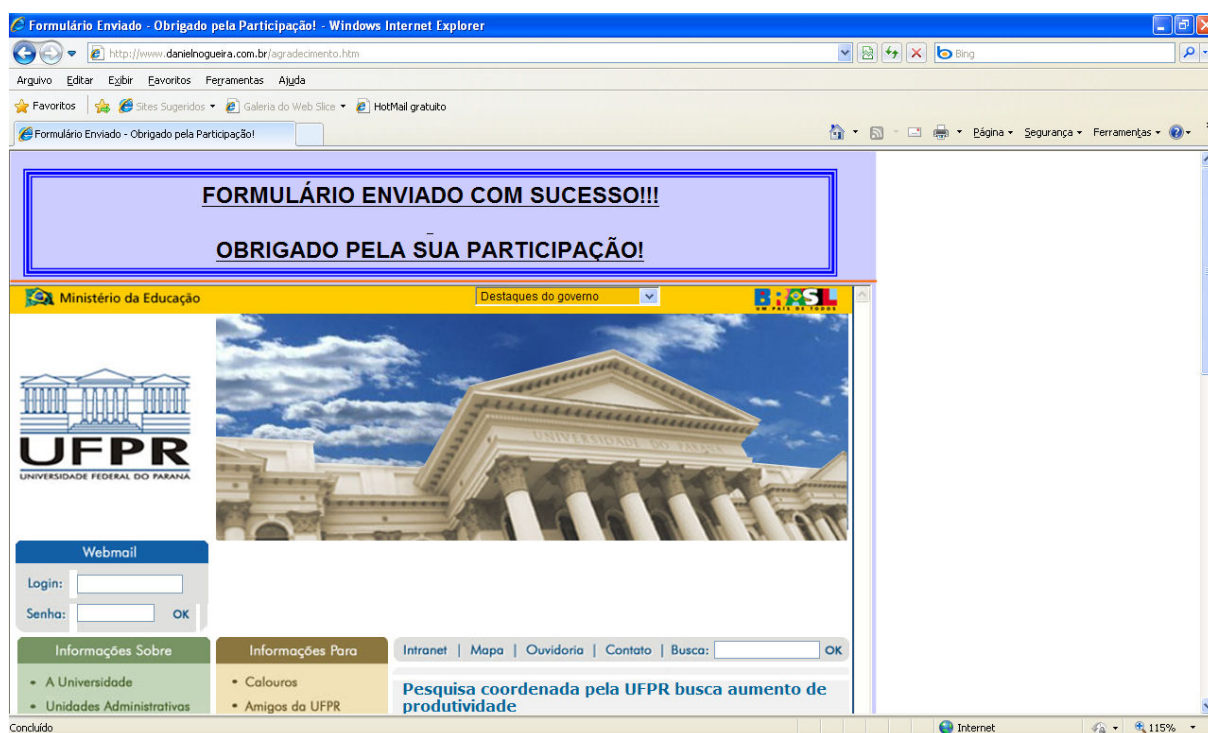 Formulário Enviado - Obrigado pela Participação! - Windows Internet Explorer
http://www.danielnogueira.com.br/agradecimento.htm
Bing
Arquivo Editar Exibir Favoritos Ferramentas Ajuda
Favoritos Sites Sugeridos Galeria do Web Slice HotMail gratuito
Formulário Enviado - Obrigado pela Participação!
Página Segurança Ferramentas
FORMULÁRIO ENVIADO COM SUCESSO!!!
OBRIGADO PELA SUA PARTICIPAÇÃO!
Ministério da Educação
Destaques do governo
BRASIL
UM PAÍS DE TODOS
UNIVERSIDADE DO PARANÁ
UFPR
UNIVERSIDADE FEDERAL DO PARANÁ
Webmail
Login:
Senha: OK
Informações Sobre
• A Universidade
• Unidades Administrativas
Informações Para
• Calouros
• Amigos da UFPR
Intranet | Mapa | Ouvidoria | Contato | Busca: OK
Pesquisa coordenada pela UFPR busca aumento de
produtividade
Concluído
Internet
115%